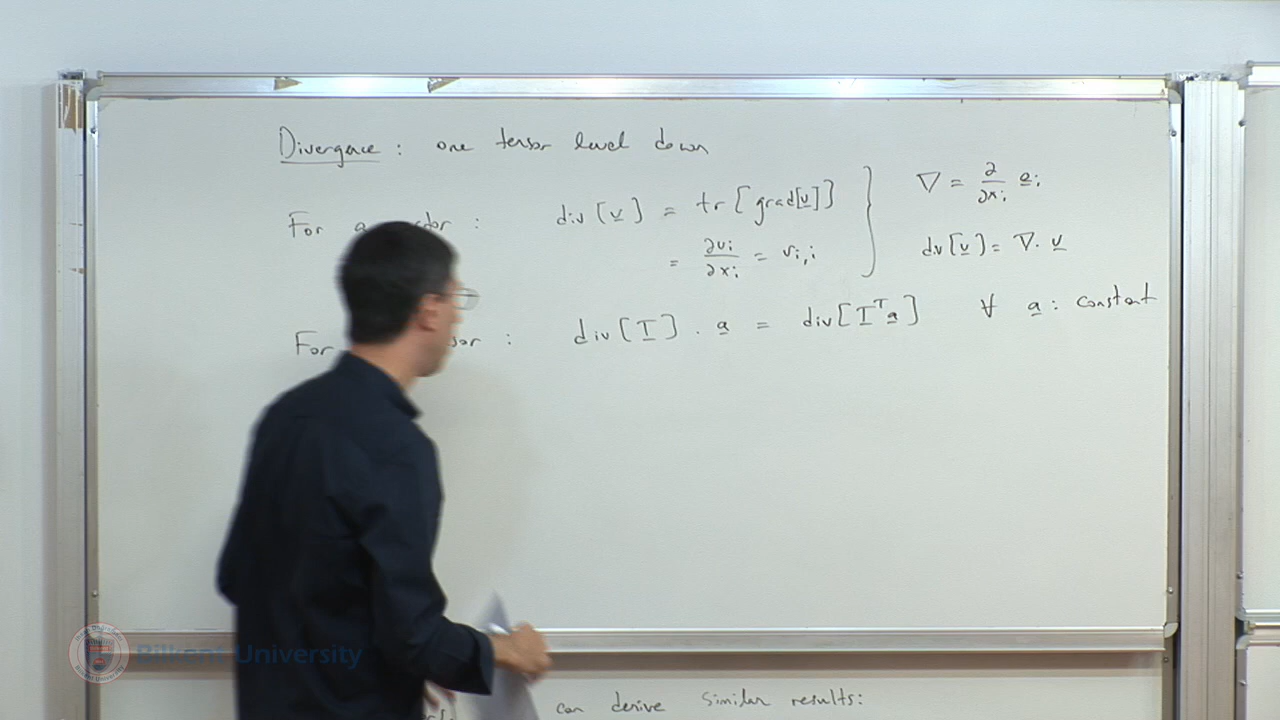 Divergence : one tensor level down
For a : div[v] = tr[grad[v]] ∇ = ∂/∂xi ei
= ∂vi/∂xi = vi,i div[v] = ∇·v
For : div[T] · a = div[Tᵀa] ∀ a : constant
can derive similar results:
Bilkent University